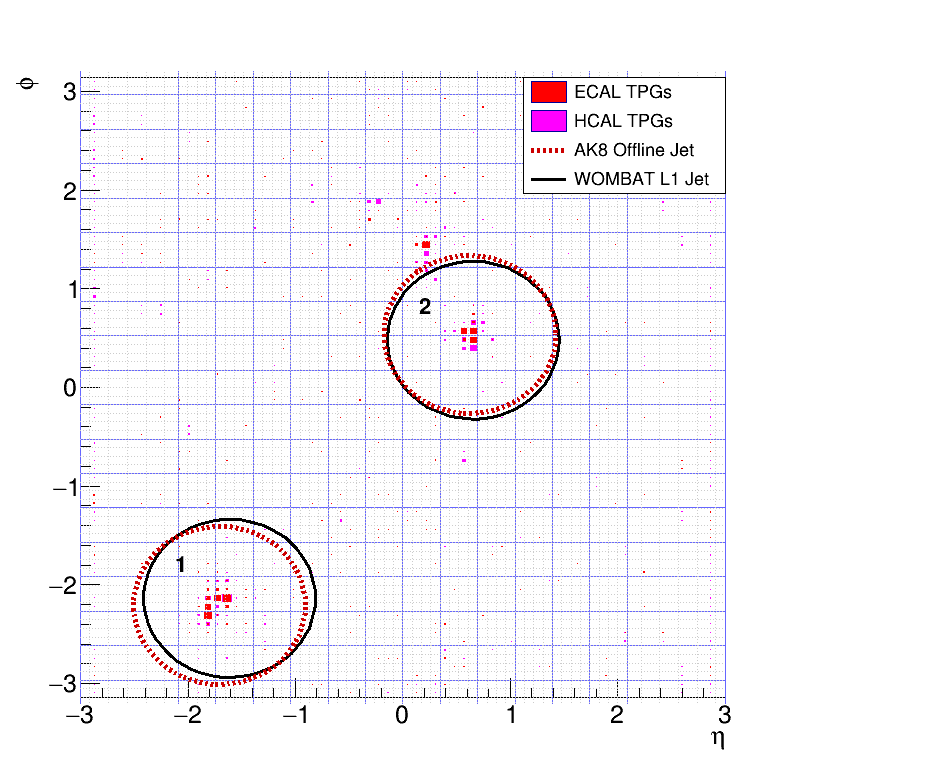 ϕ
3
ECAL TPGs
HCAL TPGs
AK8 Offline Jet
WOMBAT L1 Jet
2
1
2
0
−1
1
−2
−3
−3 −2 −1 0 1 2 3
η